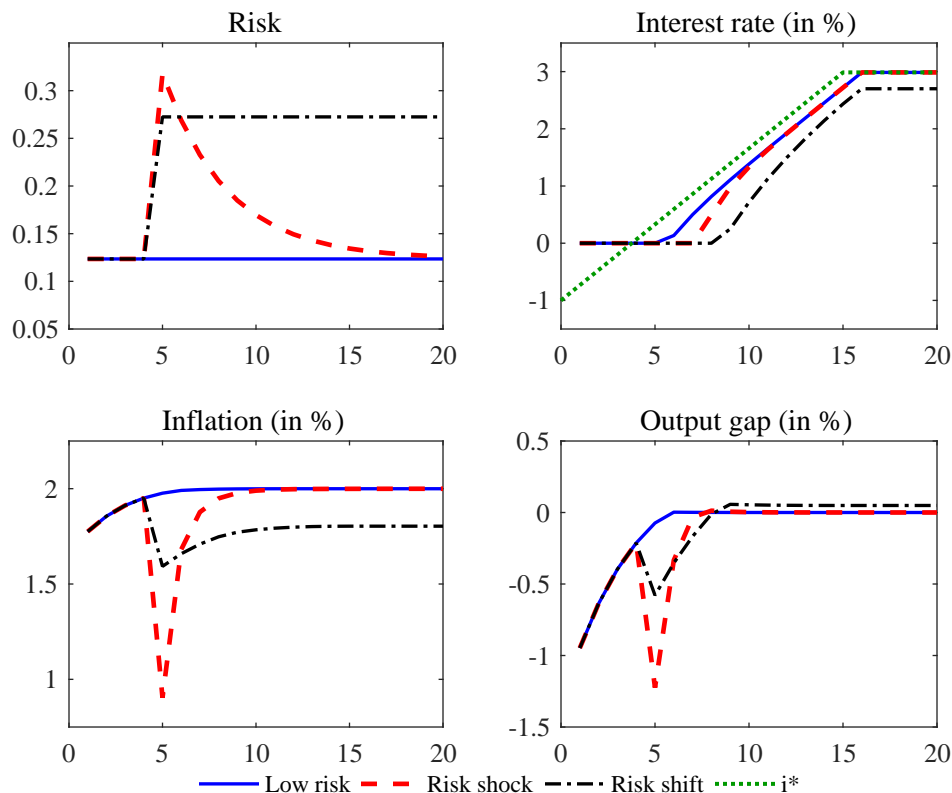 Risk
Interest rate (in %)
0.3
0.25
0.2
0.15
0.1
0.05
0 5 10 15 20
3
2
1
0
-1
0 5 10 15 20
Inflation (in %)
Output gap (in %)
2
1.5
1
0 5 10 15 20
0.5
0
-0.5
-1
-1.5
0 5 10 15 20
Low risk Risk shock Risk shift i*